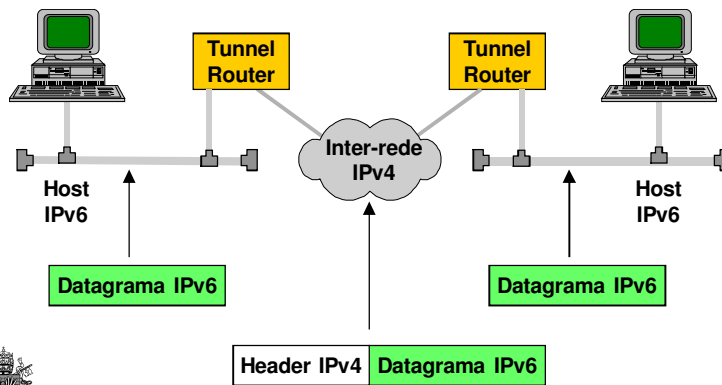 Tunnel
Router
Tunnel
Router
Inter-rede
IPv4
Host
IPv6
Host
IPv6
Datagrama IPv6
Datagrama IPv6
Header IPv4 Datagrama IPv6